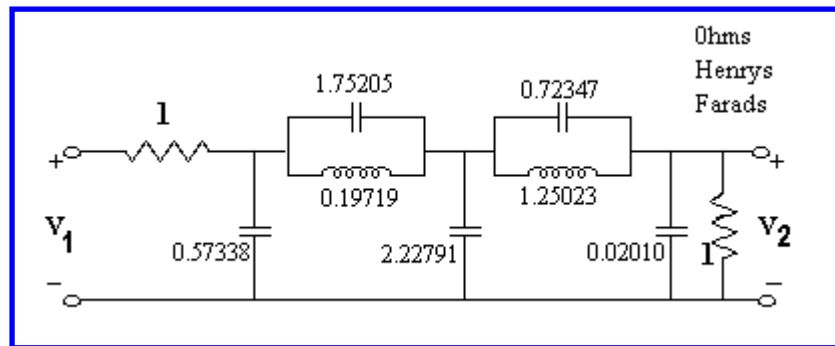 Ohms
Henrys
Farads
1.75205
0.72347
1
+
+
0.19719
1.25023
V1
0.57338
2.22791
0.02010
1
V2
−
−